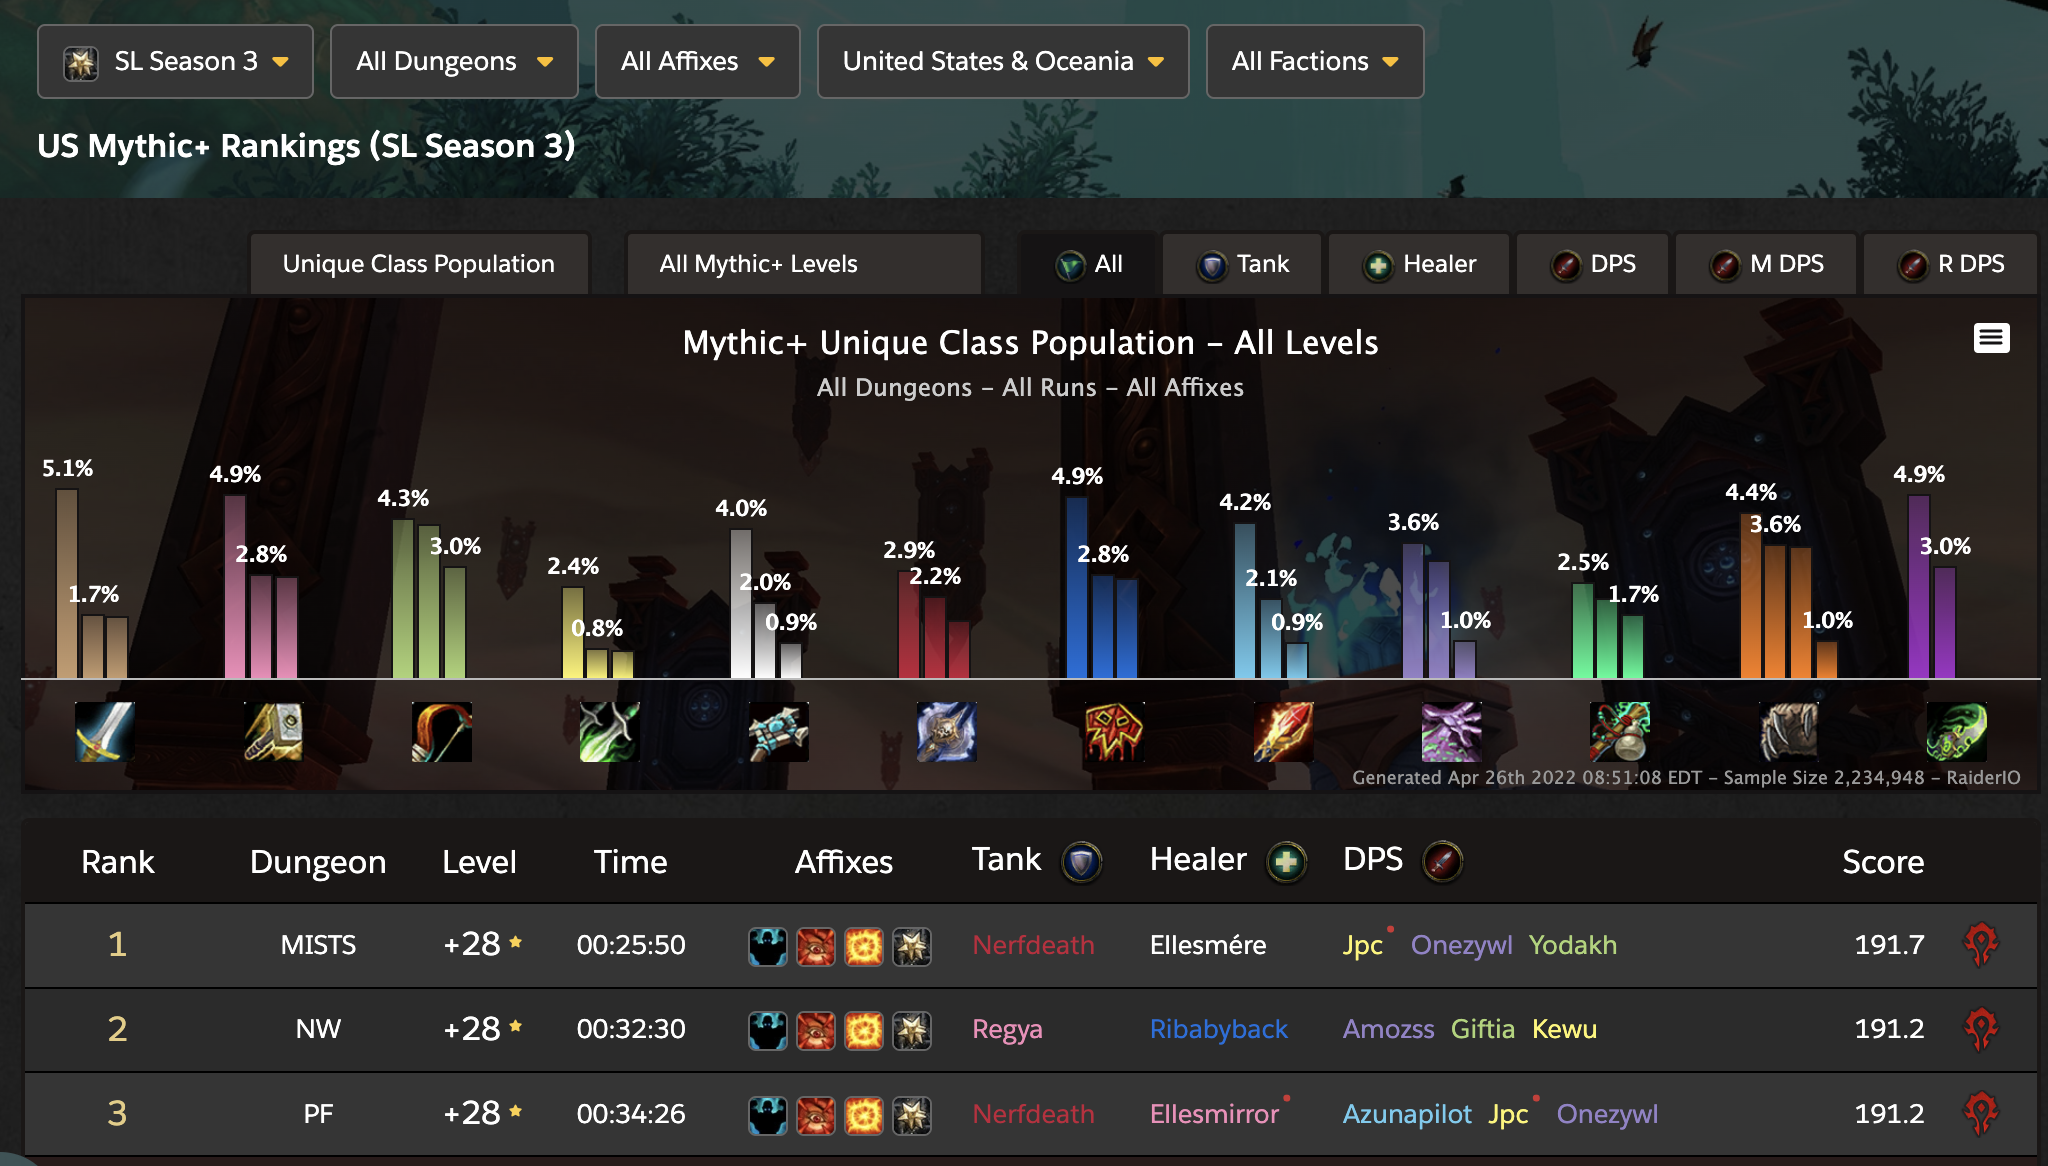 SL Season 3 All Dungeons All Affixes United States & Oceania All Factions
US Mythic+ Rankings (SL Season 3)
Unique Class Population All Mythic+ Levels All Tank Healer DPS M DPS R DPS
Mythic+ Unique Class Population – All Levels
All Dungeons – All Runs – All Affixes
5.1% 1.7%
4.9% 2.8%
4.3% 3.0%
2.4% 0.8%
4.0% 2.0% 0.9%
2.9% 2.2%
4.9% 2.8%
4.2% 2.1% 0.9%
3.6% 1.0%
2.5% 1.7%
4.4% 3.6% 1.0%
4.9% 3.0%
Generated Apr 26th 2022 08:51:08 EDT – Sample Size 2,234,948 – RaiderIO
Rank Dungeon Level Time Affixes Tank Healer DPS Score
1 MISTS +28 00:25:50 Nerfdeath Ellesmére Jpc Onezywl Yodakh 191.7
2 NW +28 00:32:30 Regya Ribabyback Amozss Giftia Kewu 191.2
3 PF +28 00:34:26 Nerfdeath Ellesmirror Azunapilot Jpc Onezywl 191.2